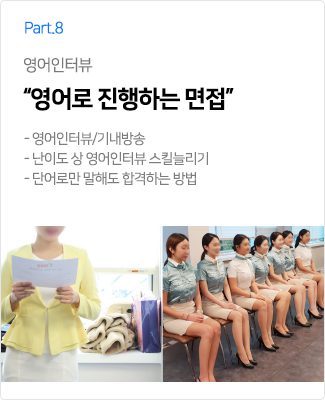 Part.8
영어인터뷰
“영어로 진행하는 면접”
- 영어인터뷰/기내방송
- 난이도 상 영어인터뷰 스킬늘리기
- 단어로만 말해도 합격하는 방법